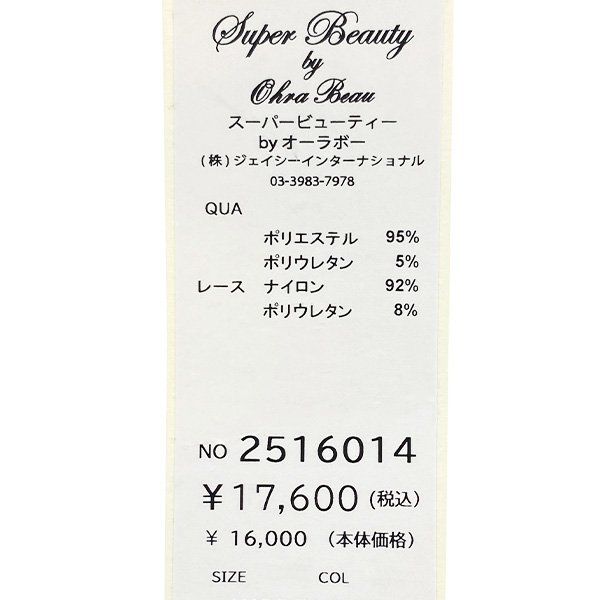 Super Beauty
by
Ohra Beau
スーパービューティー
by オーラボー
(株)ジェイシーインターナショナル
03-3983-7978
QUA
ポリエステル 95%
ポリウレタン 5%
レース ナイロン 92%
ポリウレタン 8%
NO 2516014
¥17,600 (税込)
¥ 16,000 (本体価格)
SIZE COL